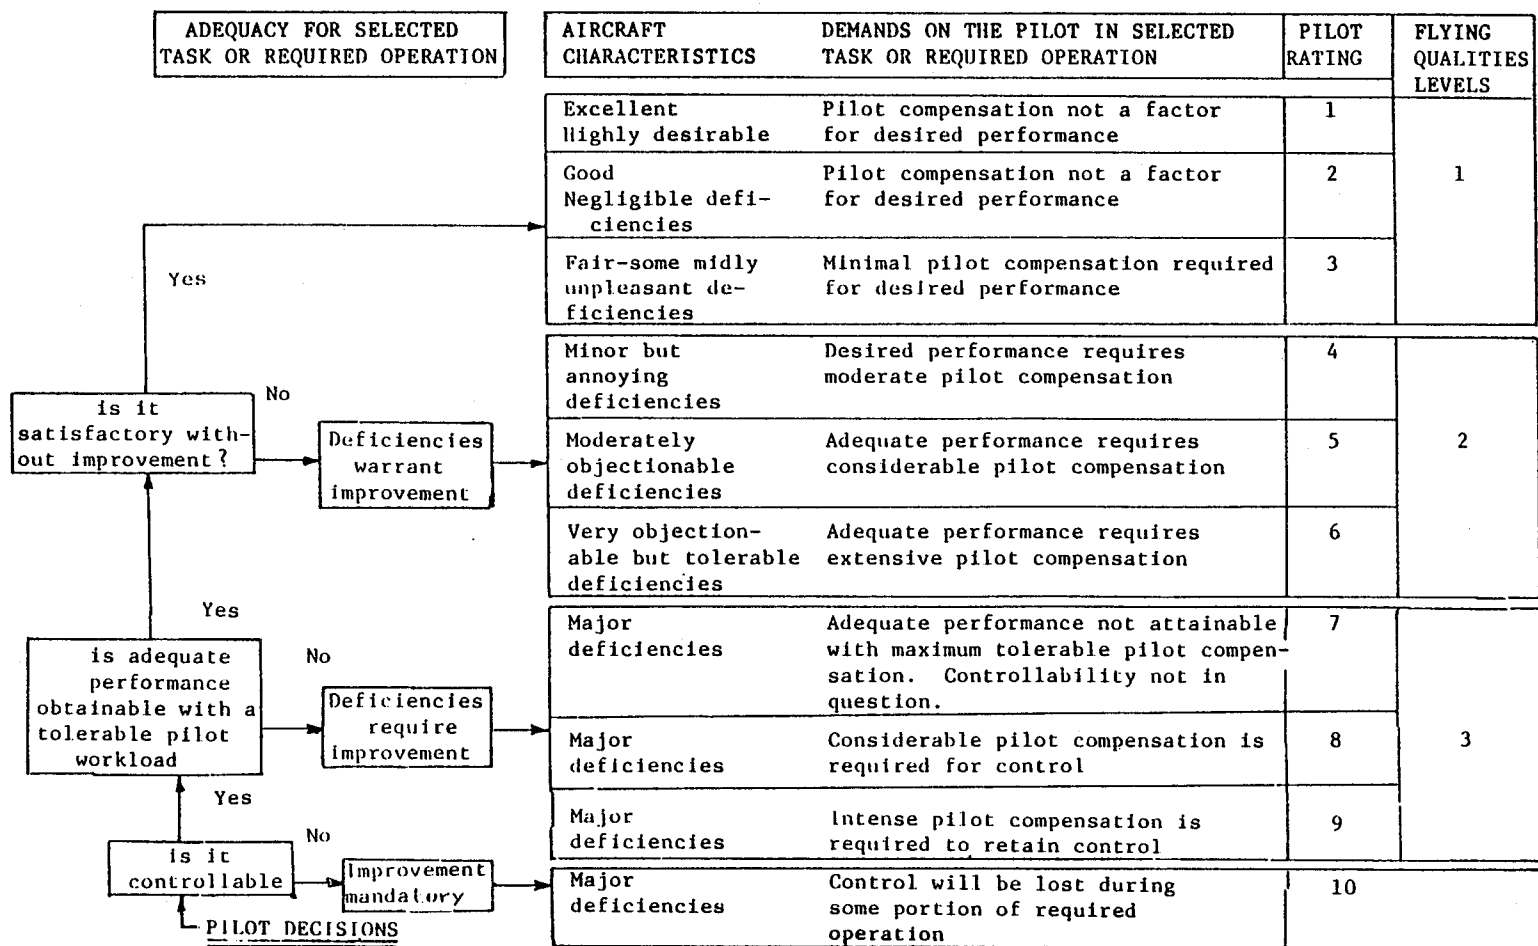 ADEQUACY FOR SELECTED
TASK OR REQUIRED OPERATION
AIRCRAFT
CHARACTERISTICS
DEMANDS ON THE PILOT IN SELECTED
TASK OR REQUIRED OPERATION
PILOT
RATING
FLYING
QUALITIES
LEVELS
Excellent
Highly desirable
Pilot compensation not a factor
for desired performance
1
Good
Negligible defi-
ciencies
Pilot compensation not a factor
for desired performance
2
1
Fair-some midly
unpleasant de-
ficiencies
Minimal pilot compensation required
for desired performance
3
Yes
Minor but
annoying
deficiencies
Desired performance requires
moderate pilot compensation
4
is it
satisfactory with-
out improvement?
No
Deficiencies
warrant
improvement
Moderately
objectionable
deficiencies
Adequate performance requires
considerable pilot compensation
5
2
Very objection-
able but tolerable
deficiencies
Adequate performance requires
extensive pilot compensation
6
Yes
Major
deficiencies
Adequate performance not attainable
with maximum tolerable pilot compen-
sation. Controllability not in
question.
7
is adequate
performance
obtainable with a
tolerable pilot
workload
No
Deficiencies
require
improvement
Major
deficiencies
Considerable pilot compensation is
required for control
8
3
Yes
Major
deficiencies
Intense pilot compensation is
required to retain control
9
is it
controllable
No
Improvement
mandatory
Major
deficiencies
Control will be lost during
some portion of required
operation
10
PILOT DECISIONS